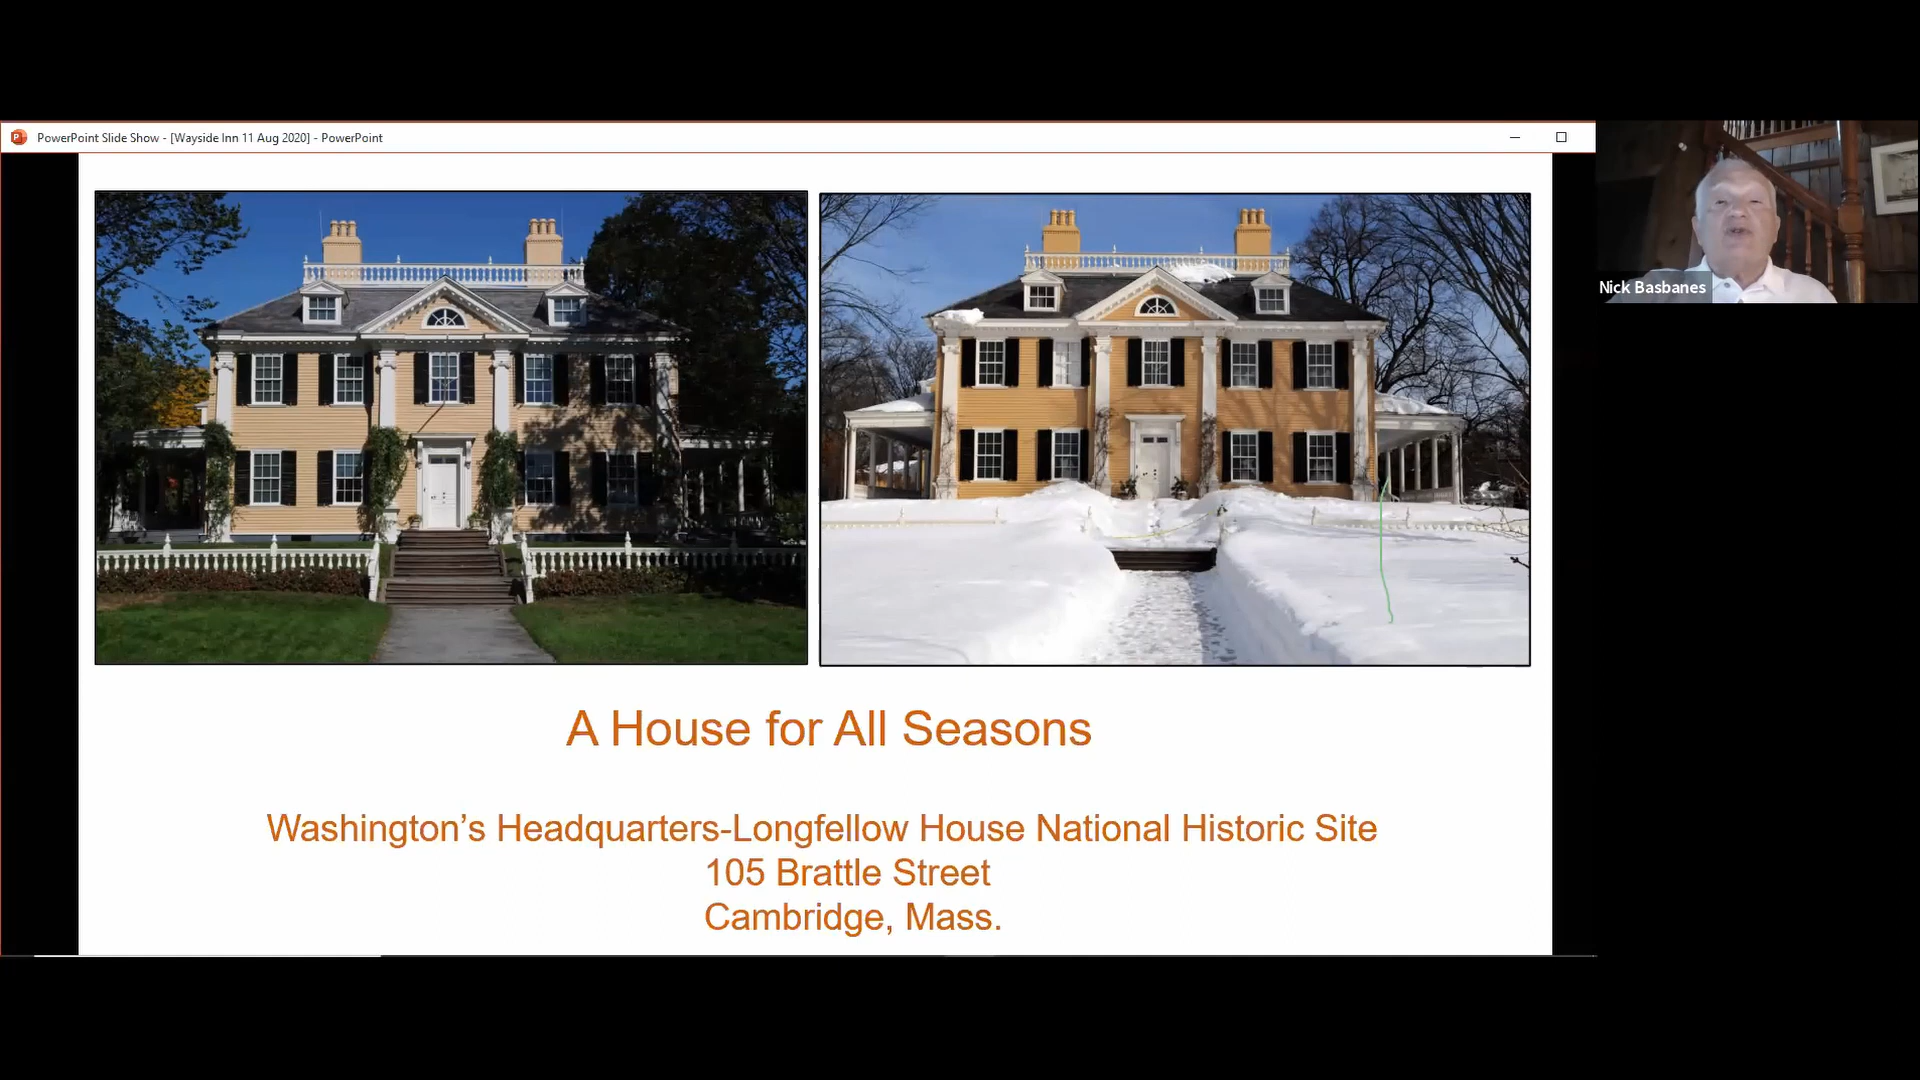 PowerPoint Slide Show - [Wayside Inn 11 Aug 2020] - PowerPoint
Nick Basbanes
A House for All Seasons
Washington’s Headquarters-Longfellow House National Historic Site
105 Brattle Street
Cambridge, Mass.